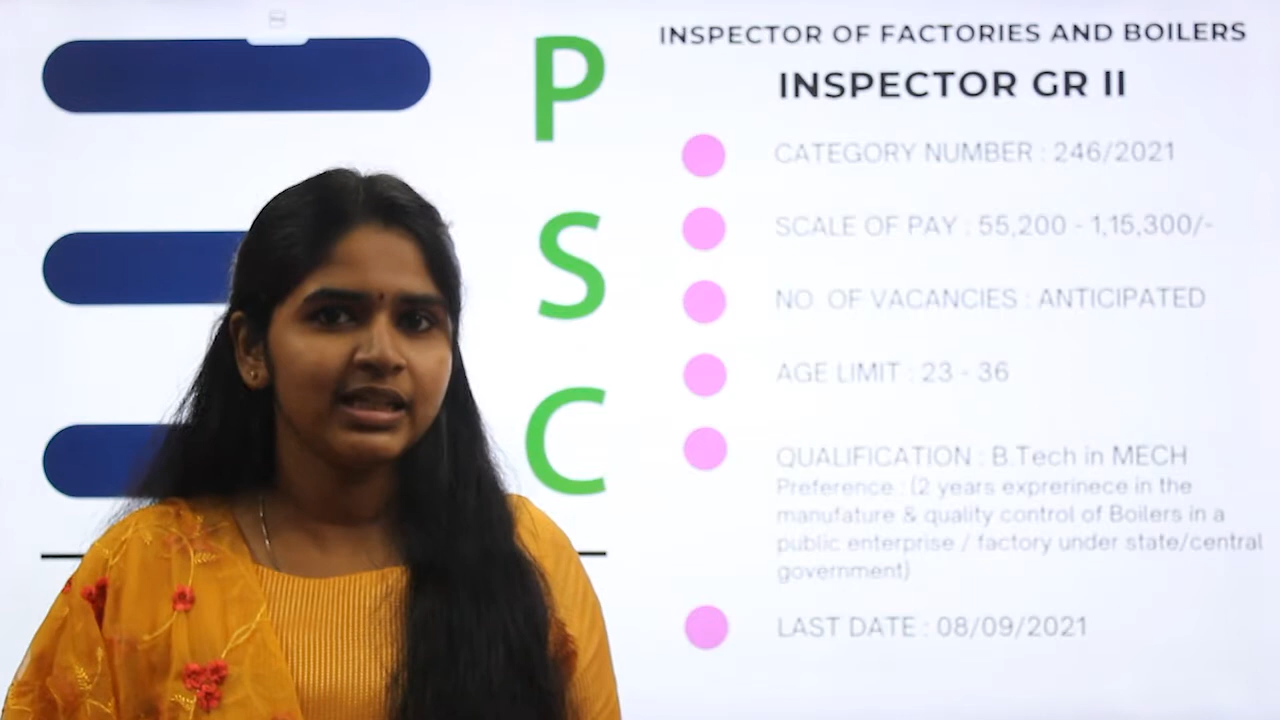 P
S
C
INSPECTOR OF FACTORIES AND BOILERS
INSPECTOR GR II
CATEGORY NUMBER : 246/2021
SCALE OF PAY : 55,200 - 1,15,300/-
NO. OF VACANCIES : ANTICIPATED
AGE LIMIT : 23 - 36
QUALIFICATION : B.Tech in MECH
Preference : (2 years exprerinece in the
manufature & quality control of Boilers in a
public enterprise / factory under state/central
government)
LAST DATE : 08/09/2021